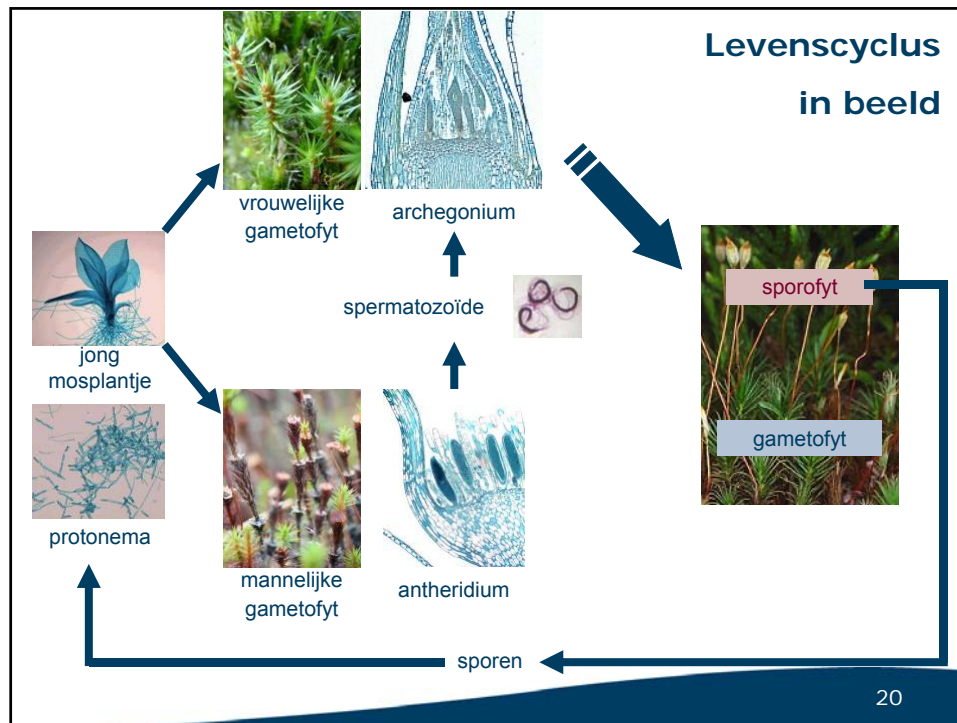 Levenscyclus
in beeld
vrouwelijke
gametofyt
archegonium
spermatozoïde
sporofyt
jong
mosplantje
gametofyt
protonema
mannelijke
gametofyt
antheridium
sporen
20